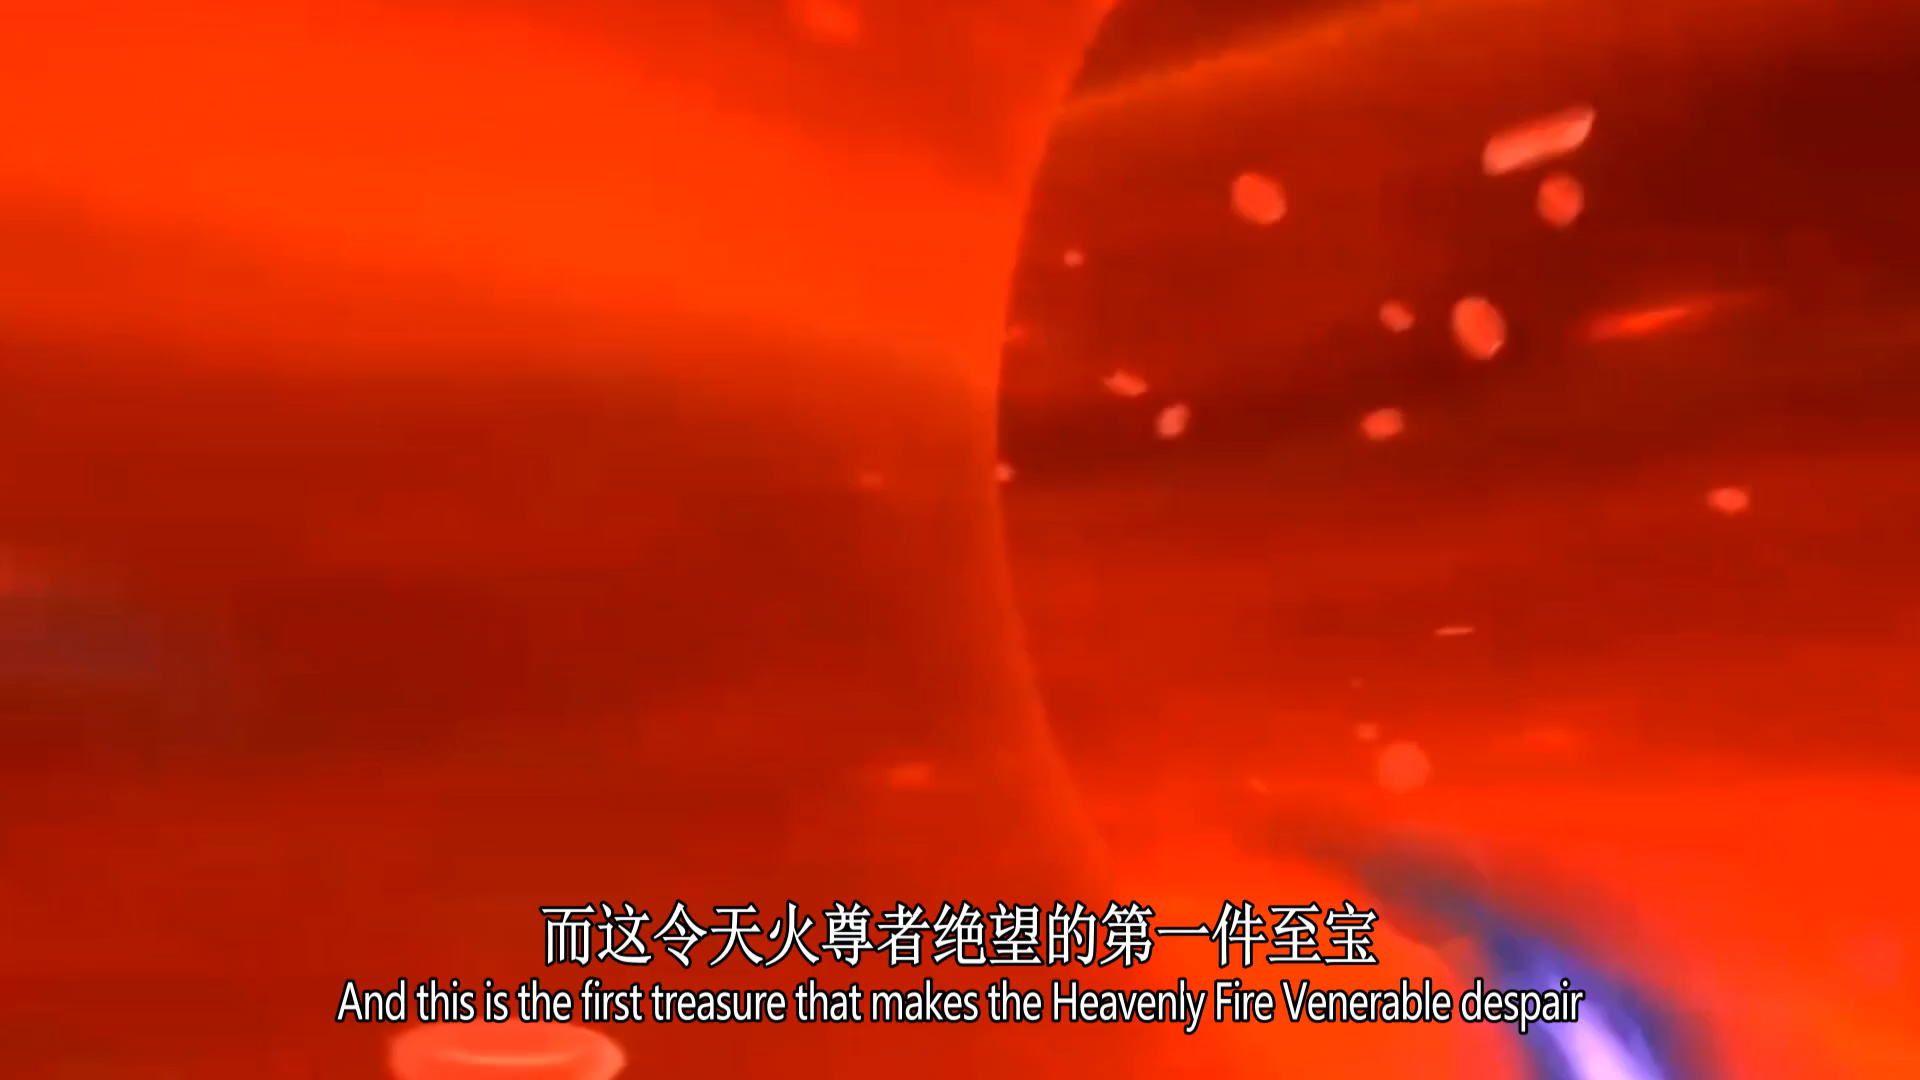 而这令天火尊者绝望的第一件至宝
And this is the first treasure that makes the Heavenly Fire Venerable despair